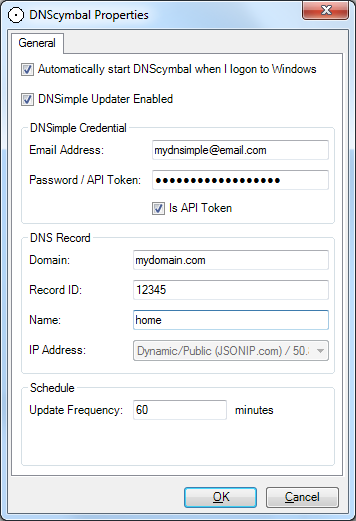 DNScymbal Properties
General
Automatically start DNScymbal when I logon to Windows
DNSimple Updater Enabled
DNSimple Credential
Email Address: mydnsimple@email.com
Password / API Token: ●●●●●●●●●●●●●●●●●●
Is API Token
DNS Record
Domain: mydomain.com
Record ID: 12345
Name: home
IP Address: Dynamic/Public (JSONIP.com) / 50.
Schedule
Update Frequency: 60 minutes
OK Cancel